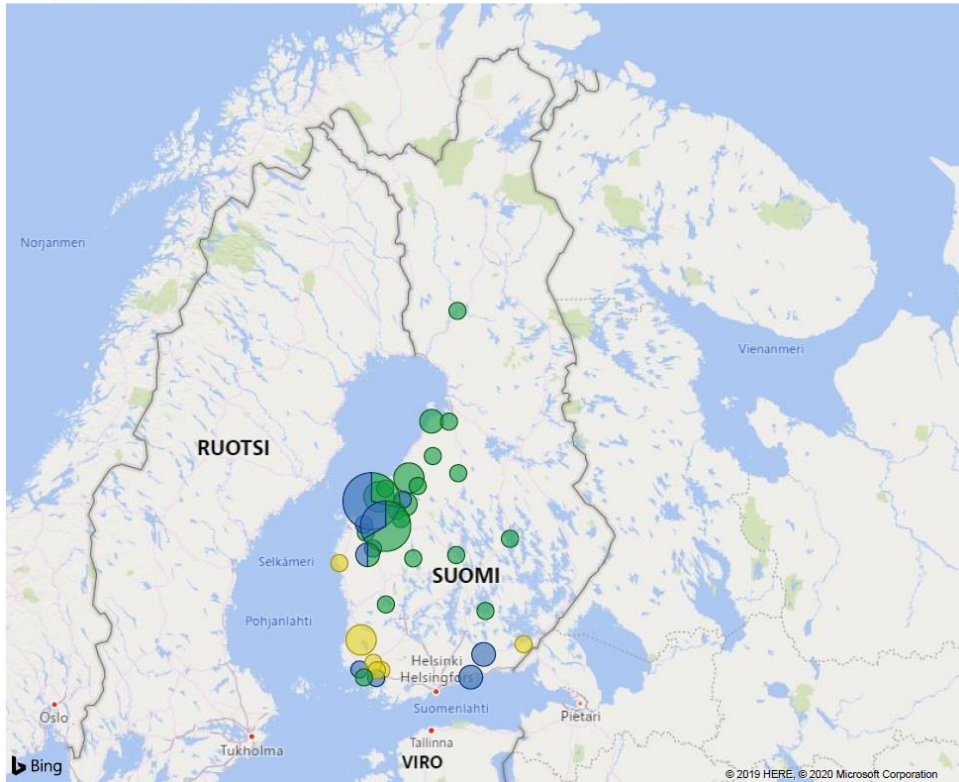 Norjanmeri
Vienanmeri
RUOTSI
Selkämeri
SUOMI
Pohjanlahti
Helsinki
Helsingfors
Suomenlahti
Oslo
Pietari
Tukholma
Tallinna
VIRO
Bing
© 2019 HERE, © 2020 Microsoft Corporation